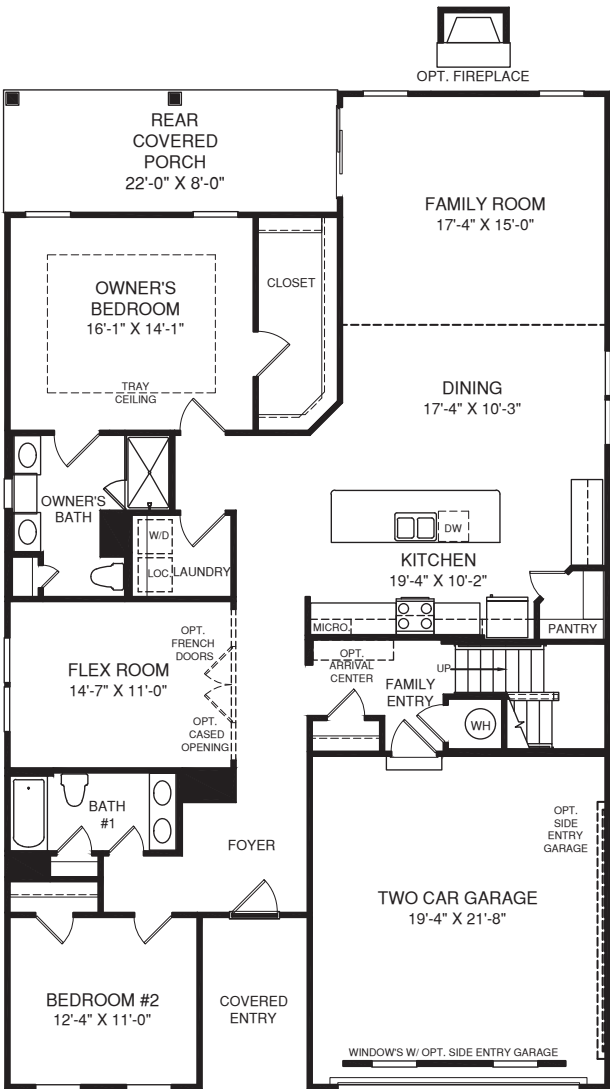 OPT. FIREPLACE
REAR
COVERED
PORCH
22'-0" X 8'-0"
FAMILY ROOM
17'-4" X 15'-0"
OWNER'S
BEDROOM
16'-1" X 14'-1"
CLOSET
TRAY
CEILING
DINING
17'-4" X 10'-3"
OWNER'S
BATH
W/D
LOC.
LAUNDRY
DW
KITCHEN
19'-4" X 10'-2"
MICRO.
PANTRY
OPT.
FRENCH
DOORS
FLEX ROOM
14'-7" X 11'-0"
OPT.
CASED
OPENING
OPT.
ARRIVAL
CENTER
FAMILY
ENTRY
UP
WH
BATH
#1
FOYER
OPT.
SIDE
ENTRY
GARAGE
TWO CAR GARAGE
19'-4" X 21'-8"
BEDROOM #2
12'-4" X 11'-0"
COVERED
ENTRY
WINDOW'S W/ OPT. SIDE ENTRY GARAGE